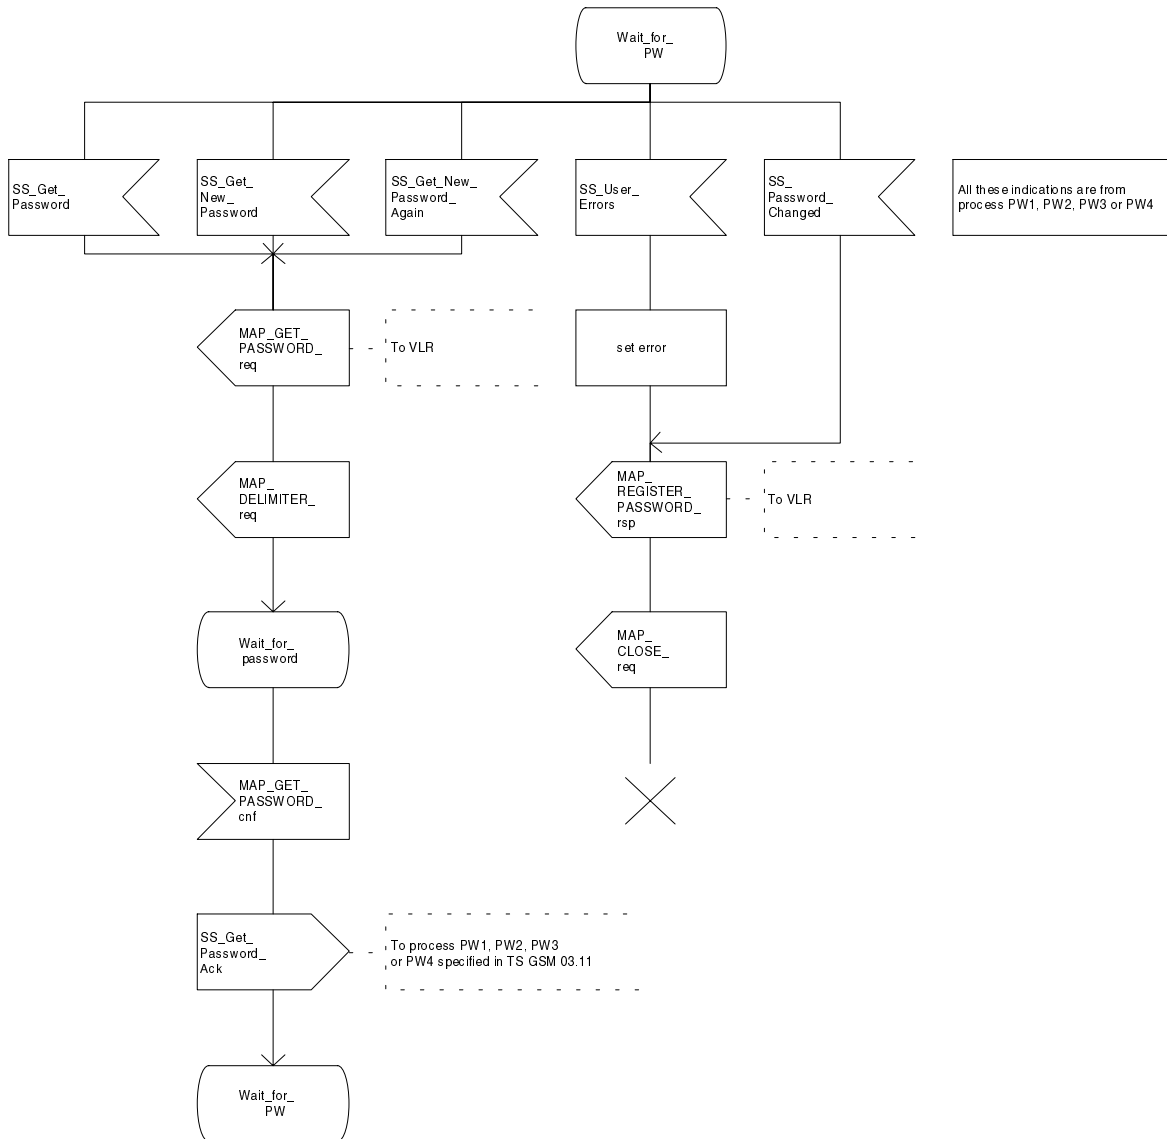 Wait_for_
PW
SS_Get_
Password
SS_Get_
New_
Password
SS_Get_New_
Password_
Again
SS_User_
Errors
SS_
Password_
Changed
All these indications are from
process PW1, PW2, PW3 or PW4
MAP_GET_
PASSWORD_
req
To VLR
set error
MAP_
DELIMITER_
req
MAP_
REGISTER_
PASSWORD_
rsp
To VLR
Wait_for_
password
MAP_
CLOSE_
req
MAP_GET_
PASSWORD_
cnf
SS_Get_
Password_
Ack
To process PW1, PW2, PW3
or PW4 specified in TS GSM 03.11
Wait_for_
PW